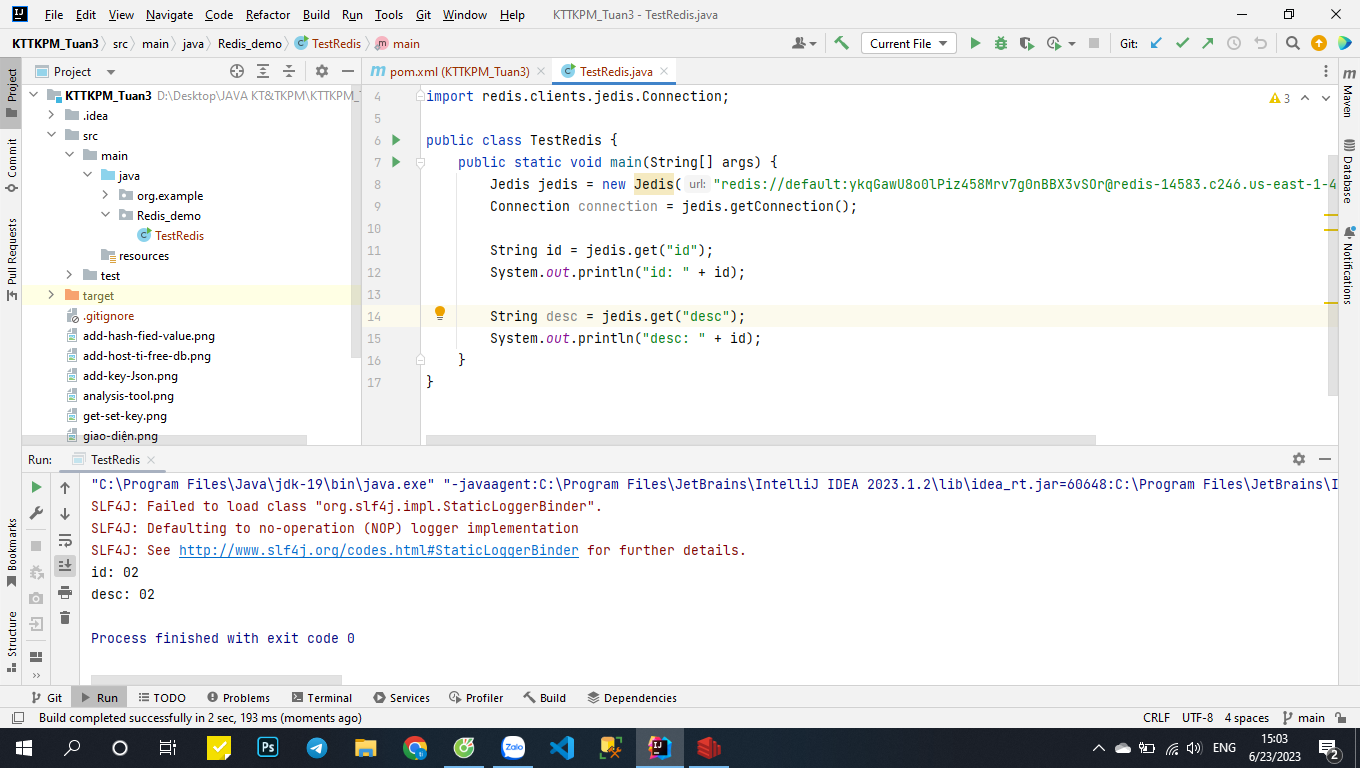 File Edit View Navigate Code Refactor Build Run Tools Git Window Help KTTKPM_Tuan3 - TestRedis.java
KTTKPM_Tuan3 src main java Redis_demo TestRedis main Current File Git:
Project
Commit
Pull Requests
Bookmarks
Structure
Project
KTTKPM_Tuan3 D:\Desktop\JAVA KT&TKPM\KTTKPM_T
.idea
src
main
java
org.example
Redis_demo
TestRedis
resources
test
target
.gitignore
add-hash-fied-value.png
add-host-ti-free-db.png
add-key-Json.png
analysis-tool.png
get-set-key.png
giao-diện.png
pom.xml (KTTKPM_Tuan3) TestRedis.java
3
4 import redis.clients.jedis.Connection;
5
6 public class TestRedis {
7 public static void main(String[] args) {
8 Jedis jedis = new Jedis( url: "redis://default:ykqGawU8o0lPiz458Mrv7g0nBBX3vSOr@redis-14583.c246.us-east-1-4
9 Connection connection = jedis.getConnection();
10
11 String id = jedis.get("id");
12 System.out.println("id: " + id);
13
14 String desc = jedis.get("desc");
15 System.out.println("desc: " + id);
16 }
17 }
Maven
Database
Notifications
Run: TestRedis
"C:\Program Files\Java\jdk-19\bin\java.exe" "-javaagent:C:\Program Files\JetBrains\IntelliJ IDEA 2023.1.2\lib\idea_rt.jar=60648:C:\Program Files\JetBrains\I
SLF4J: Failed to load class "org.slf4j.impl.StaticLoggerBinder".
SLF4J: Defaulting to no-operation (NOP) logger implementation
SLF4J: See http://www.slf4j.org/codes.html#StaticLoggerBinder for further details.
id: 02
desc: 02
Process finished with exit code 0
Git Run TODO Problems Terminal Services Profiler Build Dependencies
Build completed successfully in 2 sec, 193 ms (moments ago) CRLF UTF-8 4 spaces main
Ps Zalo ENG 15:03
6/23/2023 2